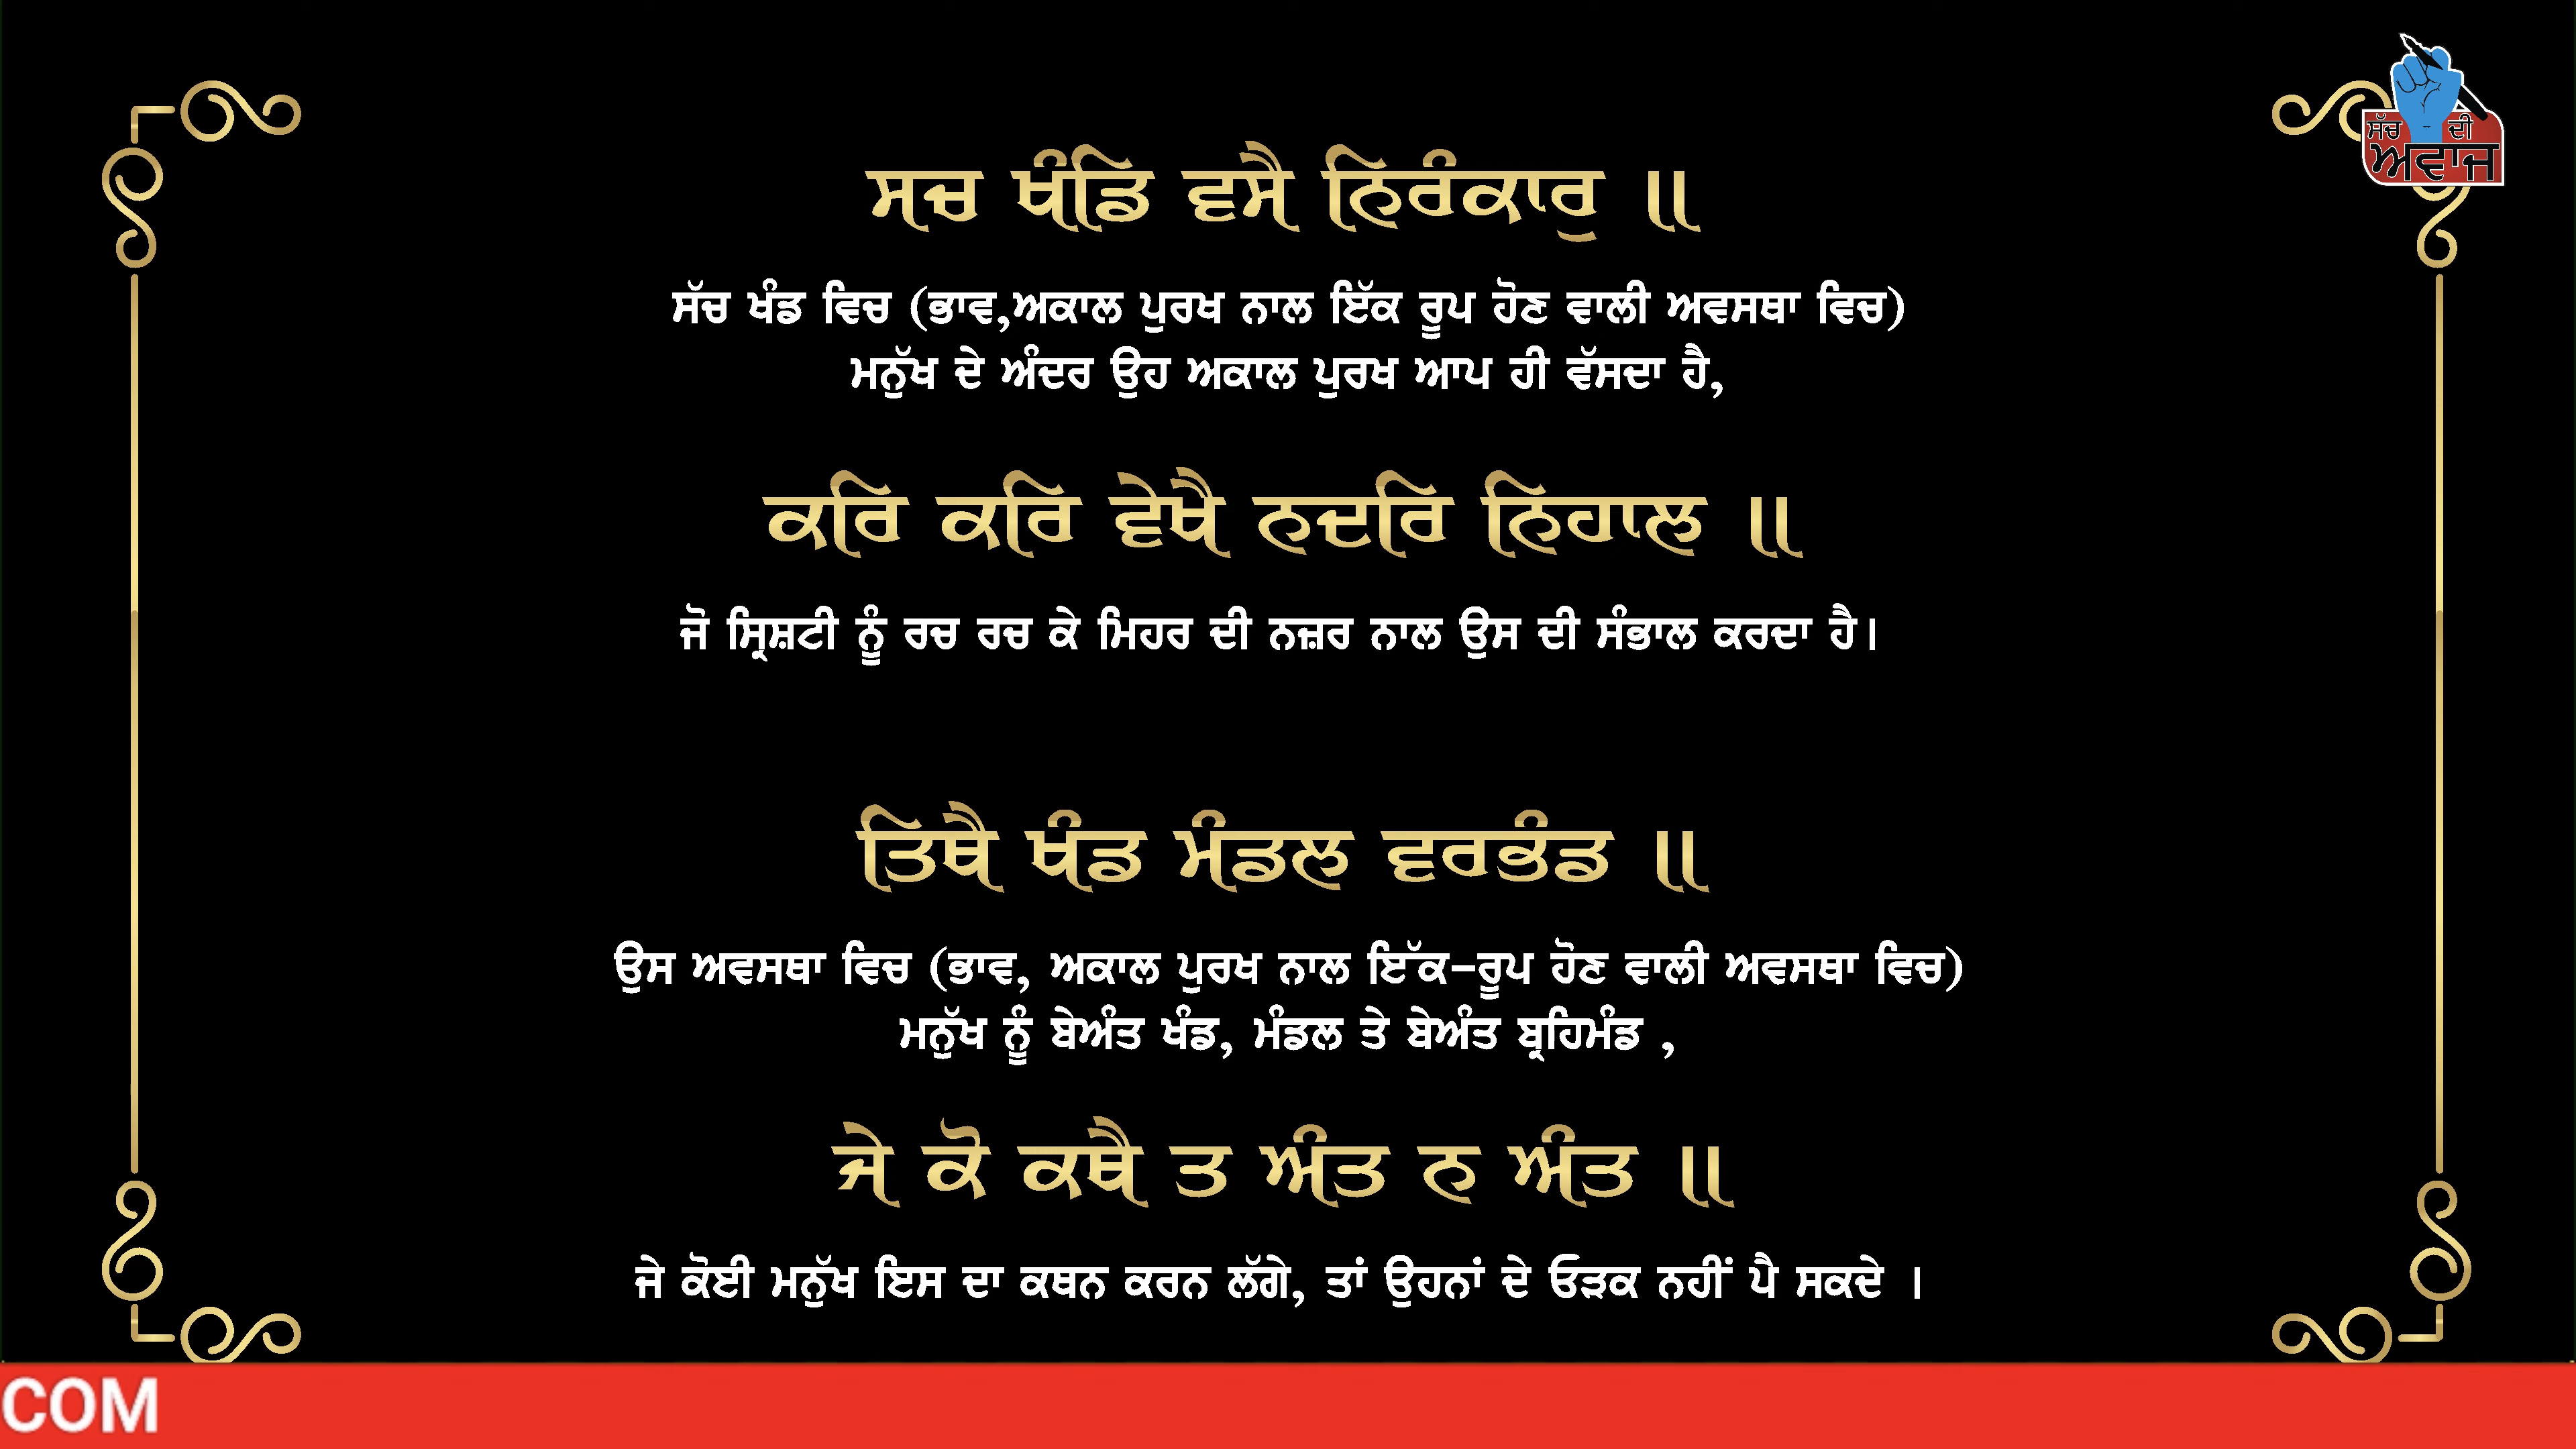 ਸੱਚ ਦੀ
ਅਵਾਜ
ਸਚ ਖੰਡਿ ਵਸੈ ਨਿਰੰਕਾਰੁ ॥
ਸੱਚ ਖੰਡ ਵਿਚ (ਭਾਵ,ਅਕਾਲ ਪੁਰਖ ਨਾਲ ਇੱਕ ਰੂਪ ਹੋਣ ਵਾਲੀ ਅਵਸਥਾ ਵਿਚ)
ਮਨੁੱਖ ਦੇ ਅੰਦਰ ਉਹ ਅਕਾਲ ਪੁਰਖ ਆਪ ਹੀ ਵੱਸਦਾ ਹੈ,
ਕਰਿ ਕਰਿ ਵੇਖੈ ਨਦਰਿ ਨਿਹਾਲ ॥
ਜੋ ਸ੍ਰਿਸ਼ਟੀ ਨੂੰ ਰਚ ਰਚ ਕੇ ਮਿਹਰ ਦੀ ਨਜ਼ਰ ਨਾਲ ਉਸ ਦੀ ਸੰਭਾਲ ਕਰਦਾ ਹੈ।
ਤਿਥੈ ਖੰਡ ਮੰਡਲ ਵਰਭੰਡ ॥
ਉਸ ਅਵਸਥਾ ਵਿਚ (ਭਾਵ, ਅਕਾਲ ਪੁਰਖ ਨਾਲ ਇੱਕ-ਰੂਪ ਹੋਣ ਵਾਲੀ ਅਵਸਥਾ ਵਿਚ)
ਮਨੁੱਖ ਨੂੰ ਬੇਅੰਤ ਖੰਡ, ਮੰਡਲ ਤੇ ਬੇਅੰਤ ਬ੍ਰਹਿਮੰਡ ,
ਜੇ ਕੋ ਕਥੈ ਤ ਅੰਤ ਨ ਅੰਤ ॥
ਜੇ ਕੋਈ ਮਨੁੱਖ ਇਸ ਦਾ ਕਥਨ ਕਰਨ ਲੱਗੇ, ਤਾਂ ਉਹਨਾਂ ਦੇ ਓੜਕ ਨਹੀਂ ਪੈ ਸਕਦੇ ।
COM